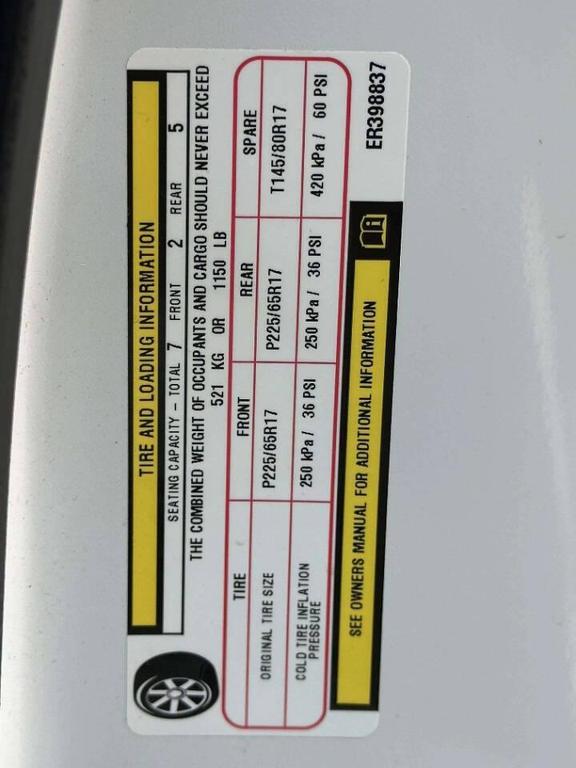 TIRE AND LOADING INFORMATION
SEATING CAPACITY - TOTAL 7 FRONT 2 REAR 5
THE COMBINED WEIGHT OF OCCUPANTS AND CARGO SHOULD NEVER EXCEED
521 KG OR 1150 LB
TIRE FRONT REAR SPARE
ORIGINAL TIRE SIZE P225/65R17 P225/65R17 T145/80R17
COLD TIRE INFLATION PRESSURE 250 kPa / 36 PSI 250 kPa / 36 PSI 420 kPa / 60 PSI
SEE OWNERS MANUAL FOR ADDITIONAL INFORMATION
ER398837